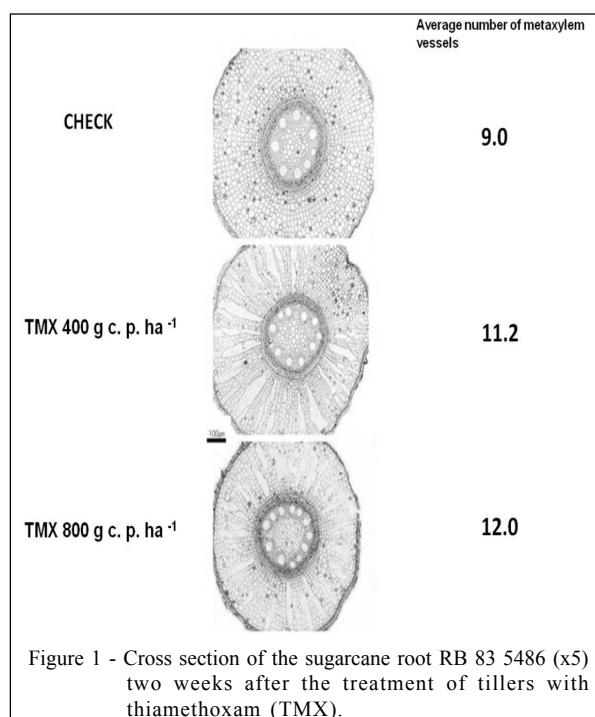 Average number of metaxylem
vessels
CHECK
9.0
TMX 400 g c. p. ha -1
11.2
100µm
TMX 800 g c. p. ha -1
12.0
Figure 1 - Cross section of the sugarcane root RB 83 5486 (x5)
two weeks after the treatment of tillers with
thiamethoxam (TMX).